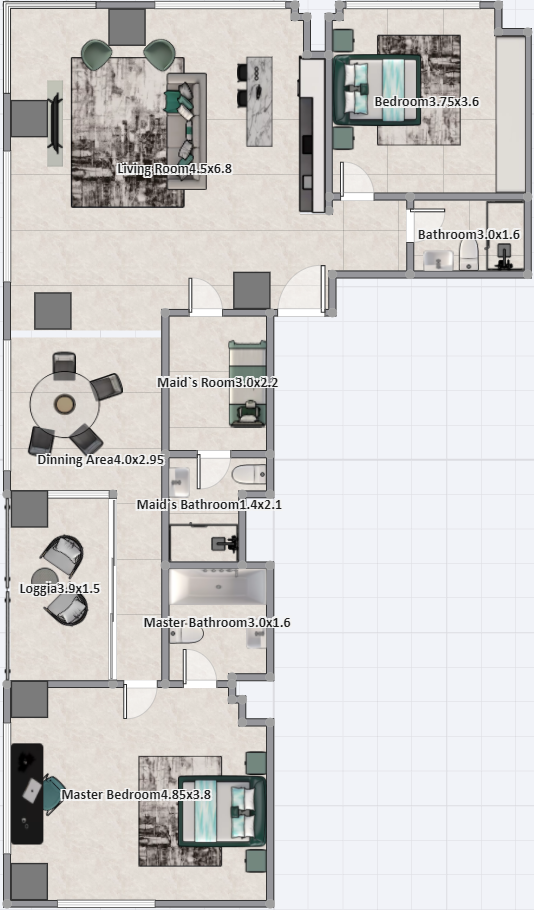 Bedroom3.75x3.6
Living Room4.5x6.8
Bathroom3.0x1.6
Maid`s Room3.0x2.2
Dinning Area4.0x2.95
Maid`s Bathroom1.4x2.1
Loggia3.9x1.5
Master Bathroom3.0x1.6
Master Bedroom4.85x3.8